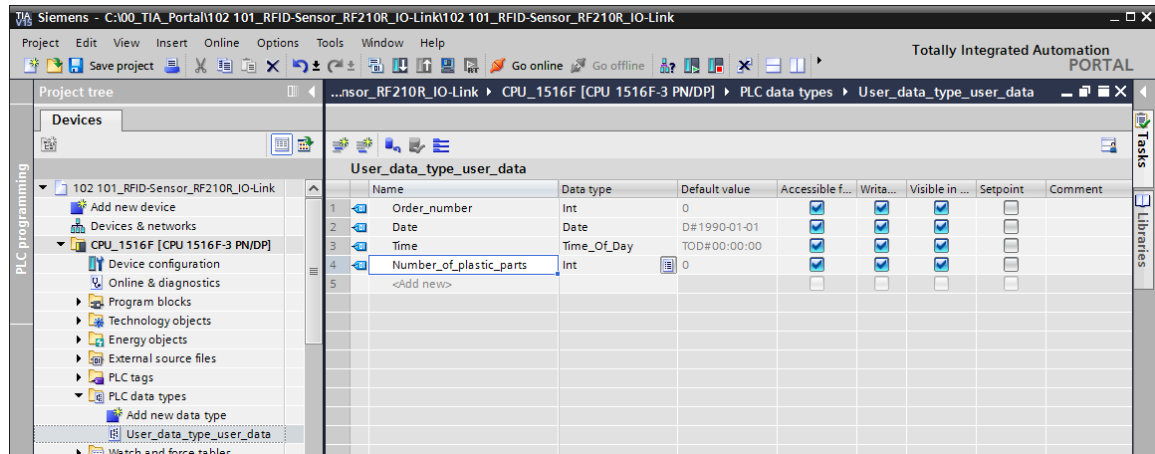 TIA V15 Siemens - C:\00_TIA_Portal\102 101_RFID-Sensor_RF210R_IO-Link\102 101_RFID-Sensor_RF210R_IO-Link
Project Edit View Insert Online Options Tools Window Help
Totally Integrated Automation
PORTAL
Save project Go online Go offline
Project tree
...nsor_RF210R_IO-Link CPU_1516F [CPU 1516F-3 PN/DP] PLC data types User_data_type_user_data
Devices
PLC programming
102 101_RFID-Sensor_RF210R_IO-Link
Add new device
Devices & networks
CPU_1516F [CPU 1516F-3 PN/DP]
Device configuration
Online & diagnostics
Program blocks
Technology objects
Energy objects
External source files
PLC tags
PLC data types
Add new data type
User_data_type_user_data
Watch and force tables
User_data_type_user_data
Name Data type Default value Accessible f... Writa... Visible in ... Setpoint Comment
1 Order_number Int 0
2 Date Date D#1990-01-01
3 Time Time_Of_Day TOD#00:00:00
4 Number_of_plastic_parts Int 0
5 <Add new>
Tasks
Libraries